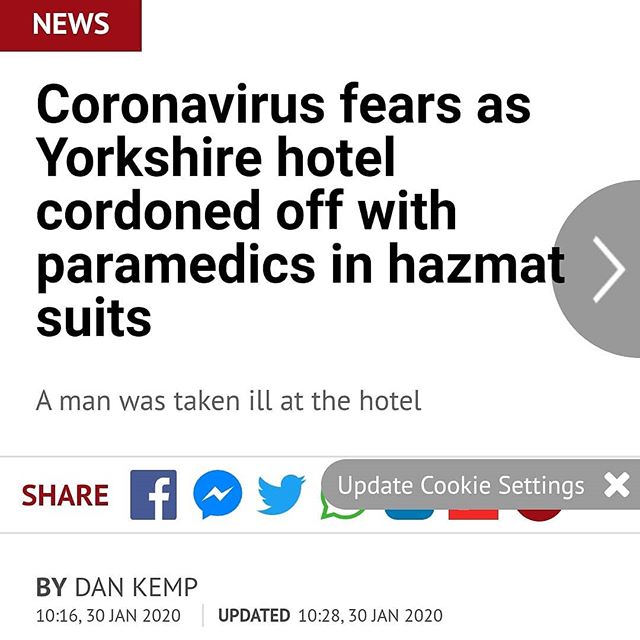 NEWS
Coronavirus fears as
Yorkshire hotel
cordoned off with
paramedics in hazmat
suits
A man was taken ill at the hotel
SHARE
Update Cookie Settings
BY DAN KEMP
10:16, 30 JAN 2020 UPDATED 10:28, 30 JAN 2020